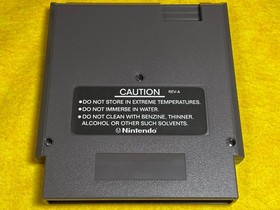 CAUTION REV-A
●DO NOT STORE IN EXTREME TEMPERATURES.
●DO NOT IMMERSE IN WATER.
●DO NOT CLEAN WITH BENZINE, THINNER,
ALCOHOL OR OTHER SUCH SOLVENTS.
Nintendo